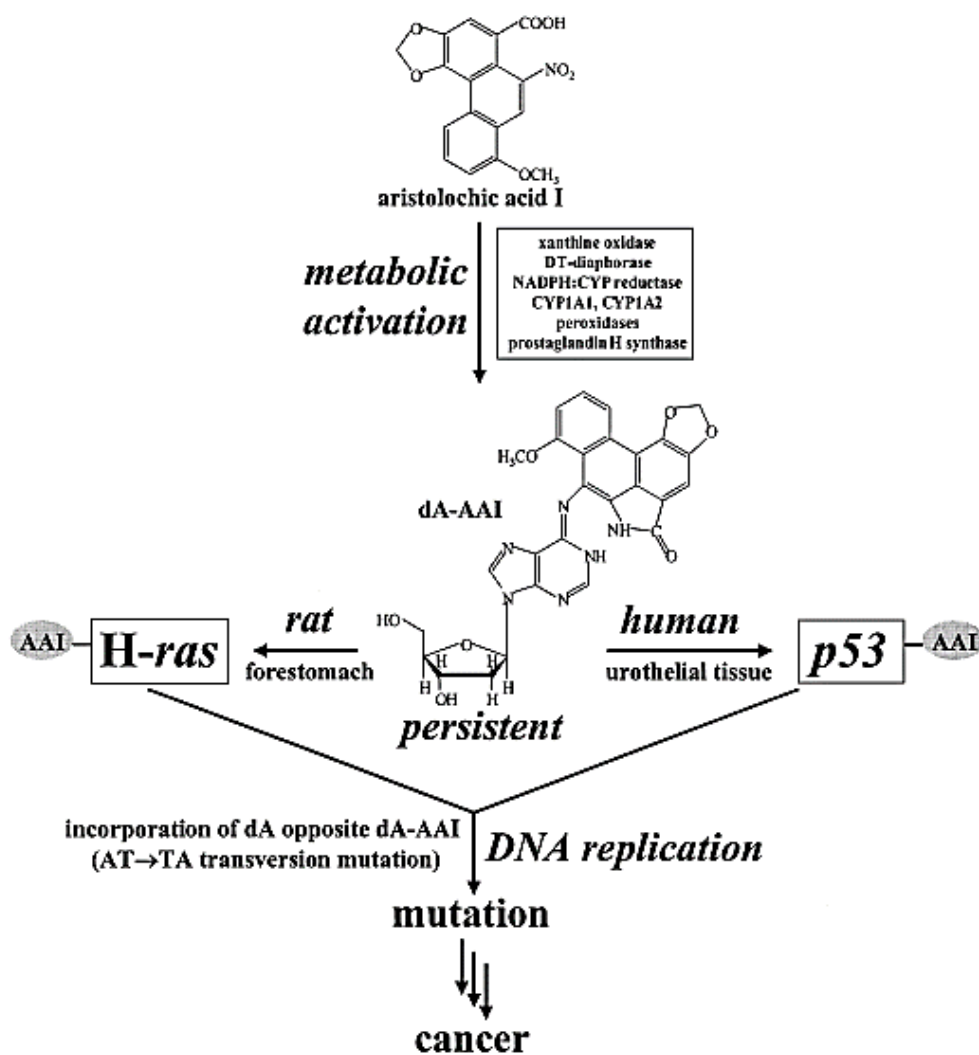 COOH
O
O
NO₂
OCH₃
aristolochic acid I
metabolic
activation
xanthine oxidase
DT-diaphorase
NADPH:CYP reductase
CYP1A1, CYP1A2
peroxidases
prostaglandin H synthase
O
O
H₃CO
dA-AAI
N
NH
C
O
N
NH
N
N
AAI
H-ras
rat
forestomach
HO
O
H
H
H
H
OH
H
persistent
human
urothelial tissue
p53
AAI
incorporation of dA opposite dA-AAI
(AT→TA transversion mutation)
DNA replication
mutation
cancer